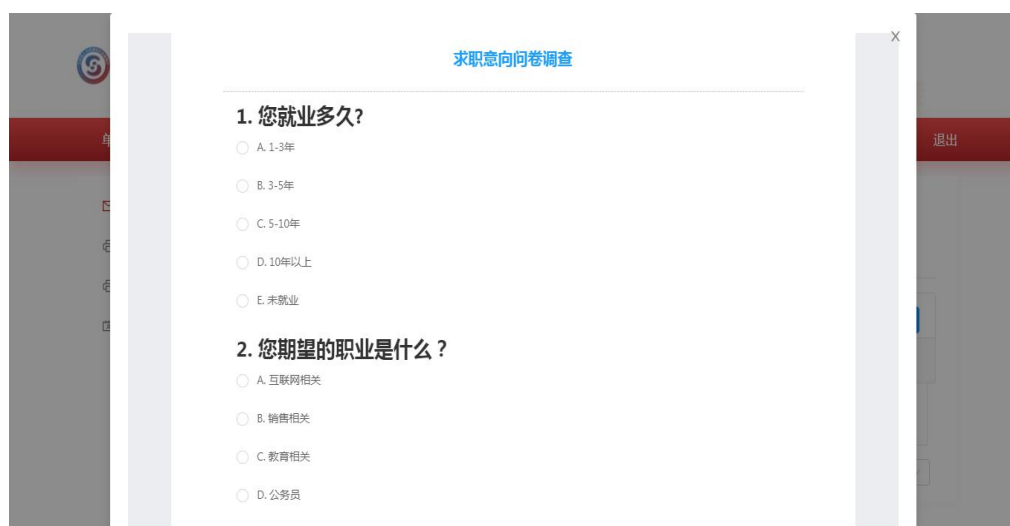 求职意向问卷调查
X
1. 您就业多久?
A. 1-3年
退出
B. 3-5年
C. 5-10年
D. 10年以上
E. 未就业
2. 您期望的职业是什么？
A. 互联网相关
B. 销售相关
C. 教育相关
D. 公务员